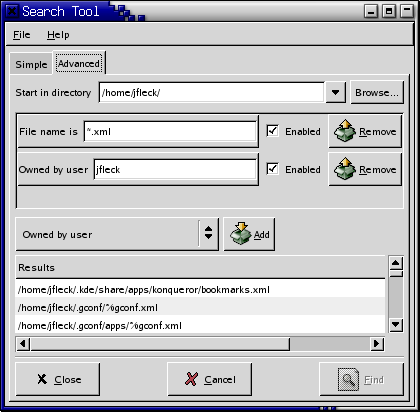 Search Tool
File Help
Simple Advanced
Start in directory /home/jfleck/ Browse...
File name is *.xml Enabled Remove
Owned by user jfleck Enabled Remove
Owned by user Add
Results
/home/jfleck/.kde/share/apps/konqueror/bookmarks.xml
/home/jfleck/.gconf/%gconf.xml
/home/jfleck/.gconf/apps/%gconf.xml
Close Cancel Find